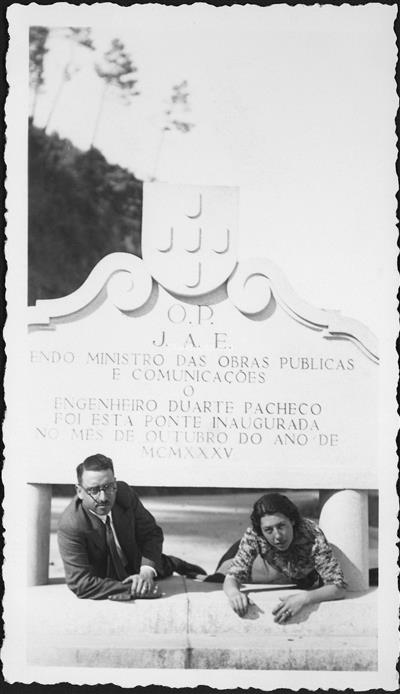 O.P.
J. A. E.
ENDO MINISTRO DAS OBRAS PUBLICAS
E COMUNICAÇÕES
O
ENGENHEIRO DUARTE PACHECO
FOI ESTA PONTE INAUGURADA
NO MES DE OUTUBRO DO ANO DE
MCMXXXV